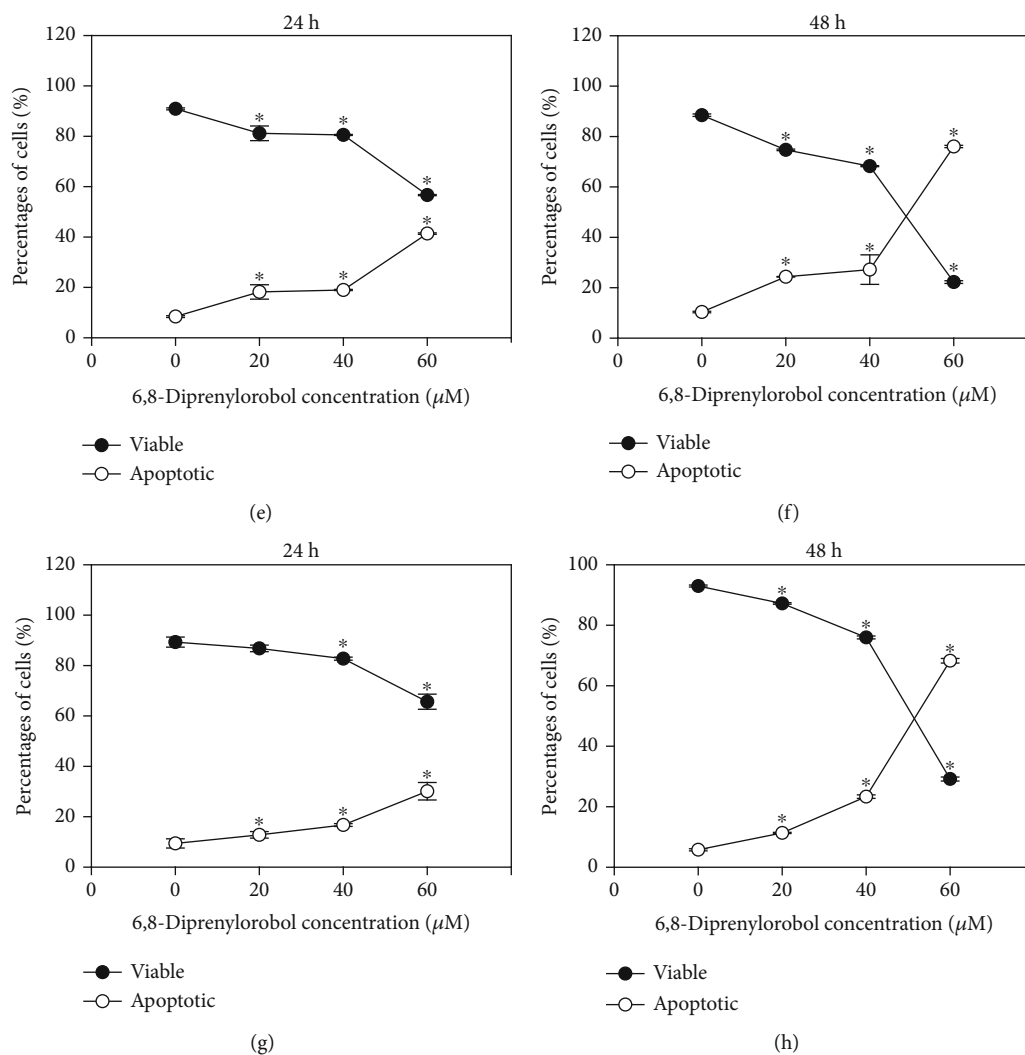 24 h
120
100
80
60
40
20
0
Percentages of cells (%)
* * *
* * *
0 0 20 40 60
6,8-Diprenylorobol concentration (μM)
Viable
Apoptotic
(e)
48 h
120
100
80
60
40
20
0
Percentages of cells (%)
* * *
* * *
0 0 20 40 60
6,8-Diprenylorobol concentration (μM)
Viable
Apoptotic
(f)
24 h
120
100
80
60
40
20
0
Percentages of cells (%)
* *
* * *
0 0 20 40 60
6,8-Diprenylorobol concentration (μM)
Viable
Apoptotic
(g)
48 h
100
80
60
40
20
0
Percentages of cells (%)
* * *
* * *
0 0 20 40 60
6,8-Diprenylorobol concentration (μM)
Viable
Apoptotic
(h)